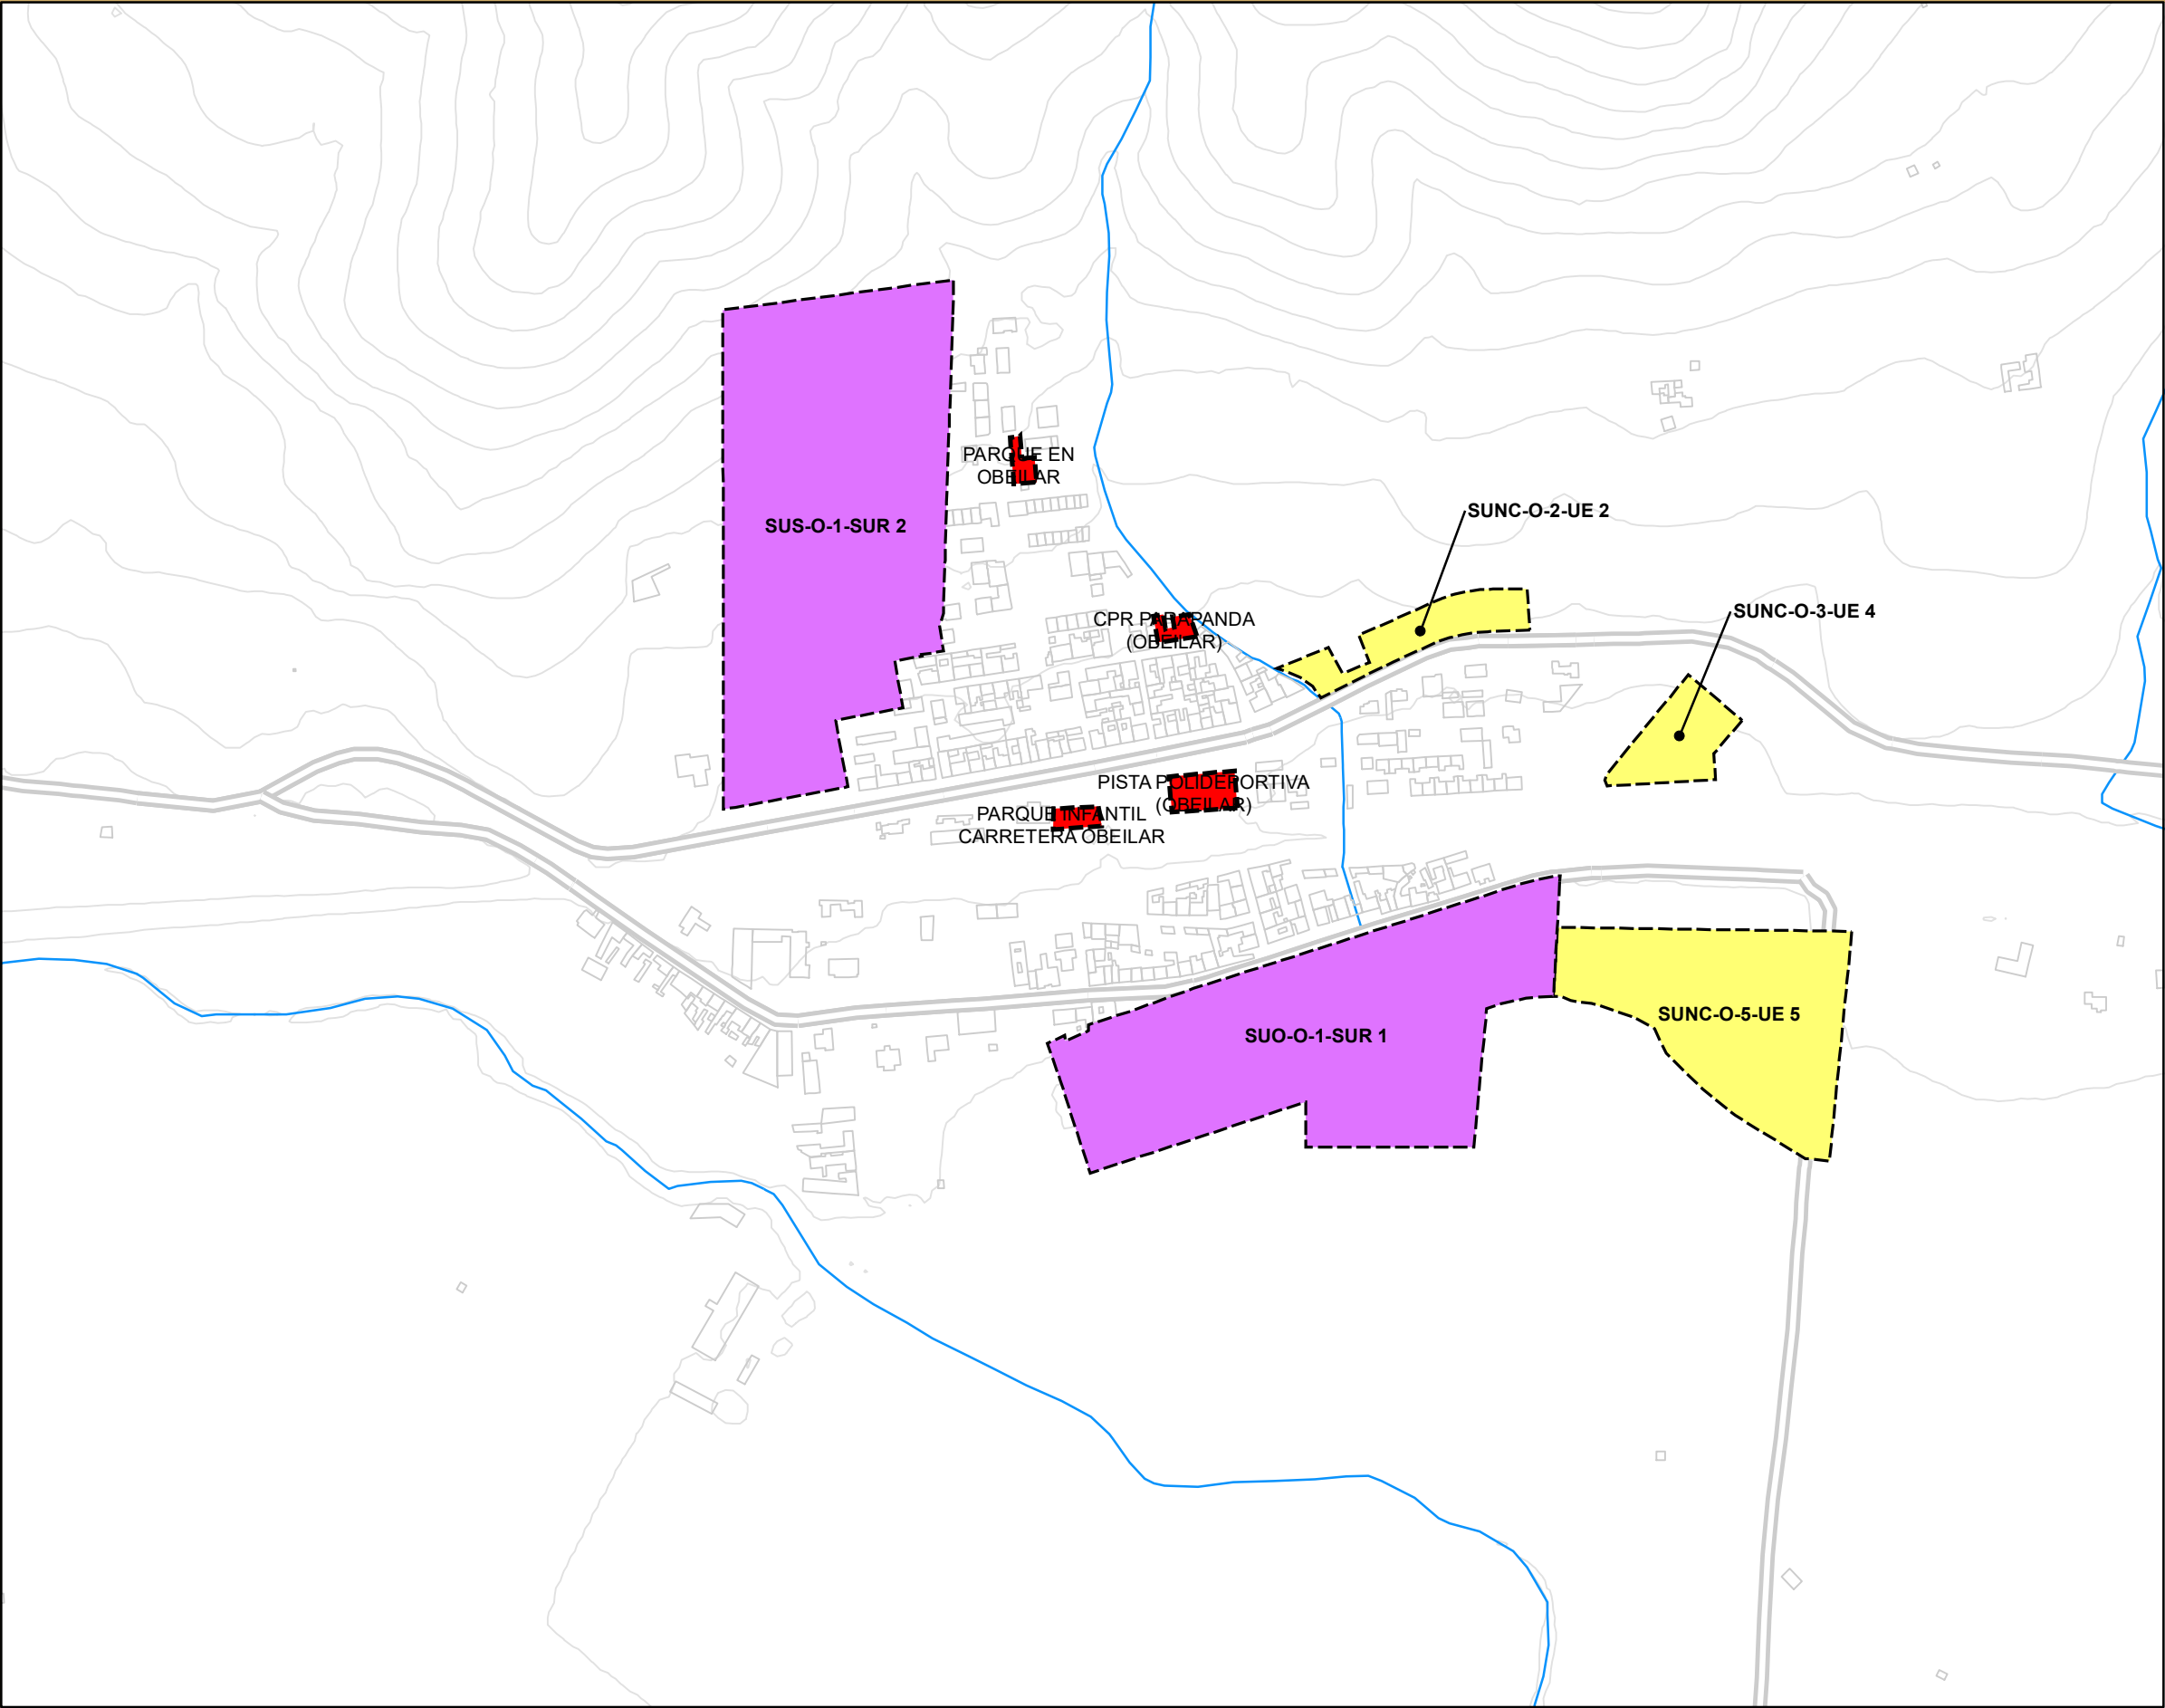 PARQUE EN
OBEILAR
SUNC-O-2-UE 2
SUS-O-1-SUR 2
SUNC-O-3-UE 4
CPR PARAPANDA
(OBEILAR)
PISTA POLIDEPORTIVA
(OBEILAR)
PARQUE INFANTIL
CARRETERA OBEILAR
SUNC-O-5-UE 5
SUO-O-1-SUR 1